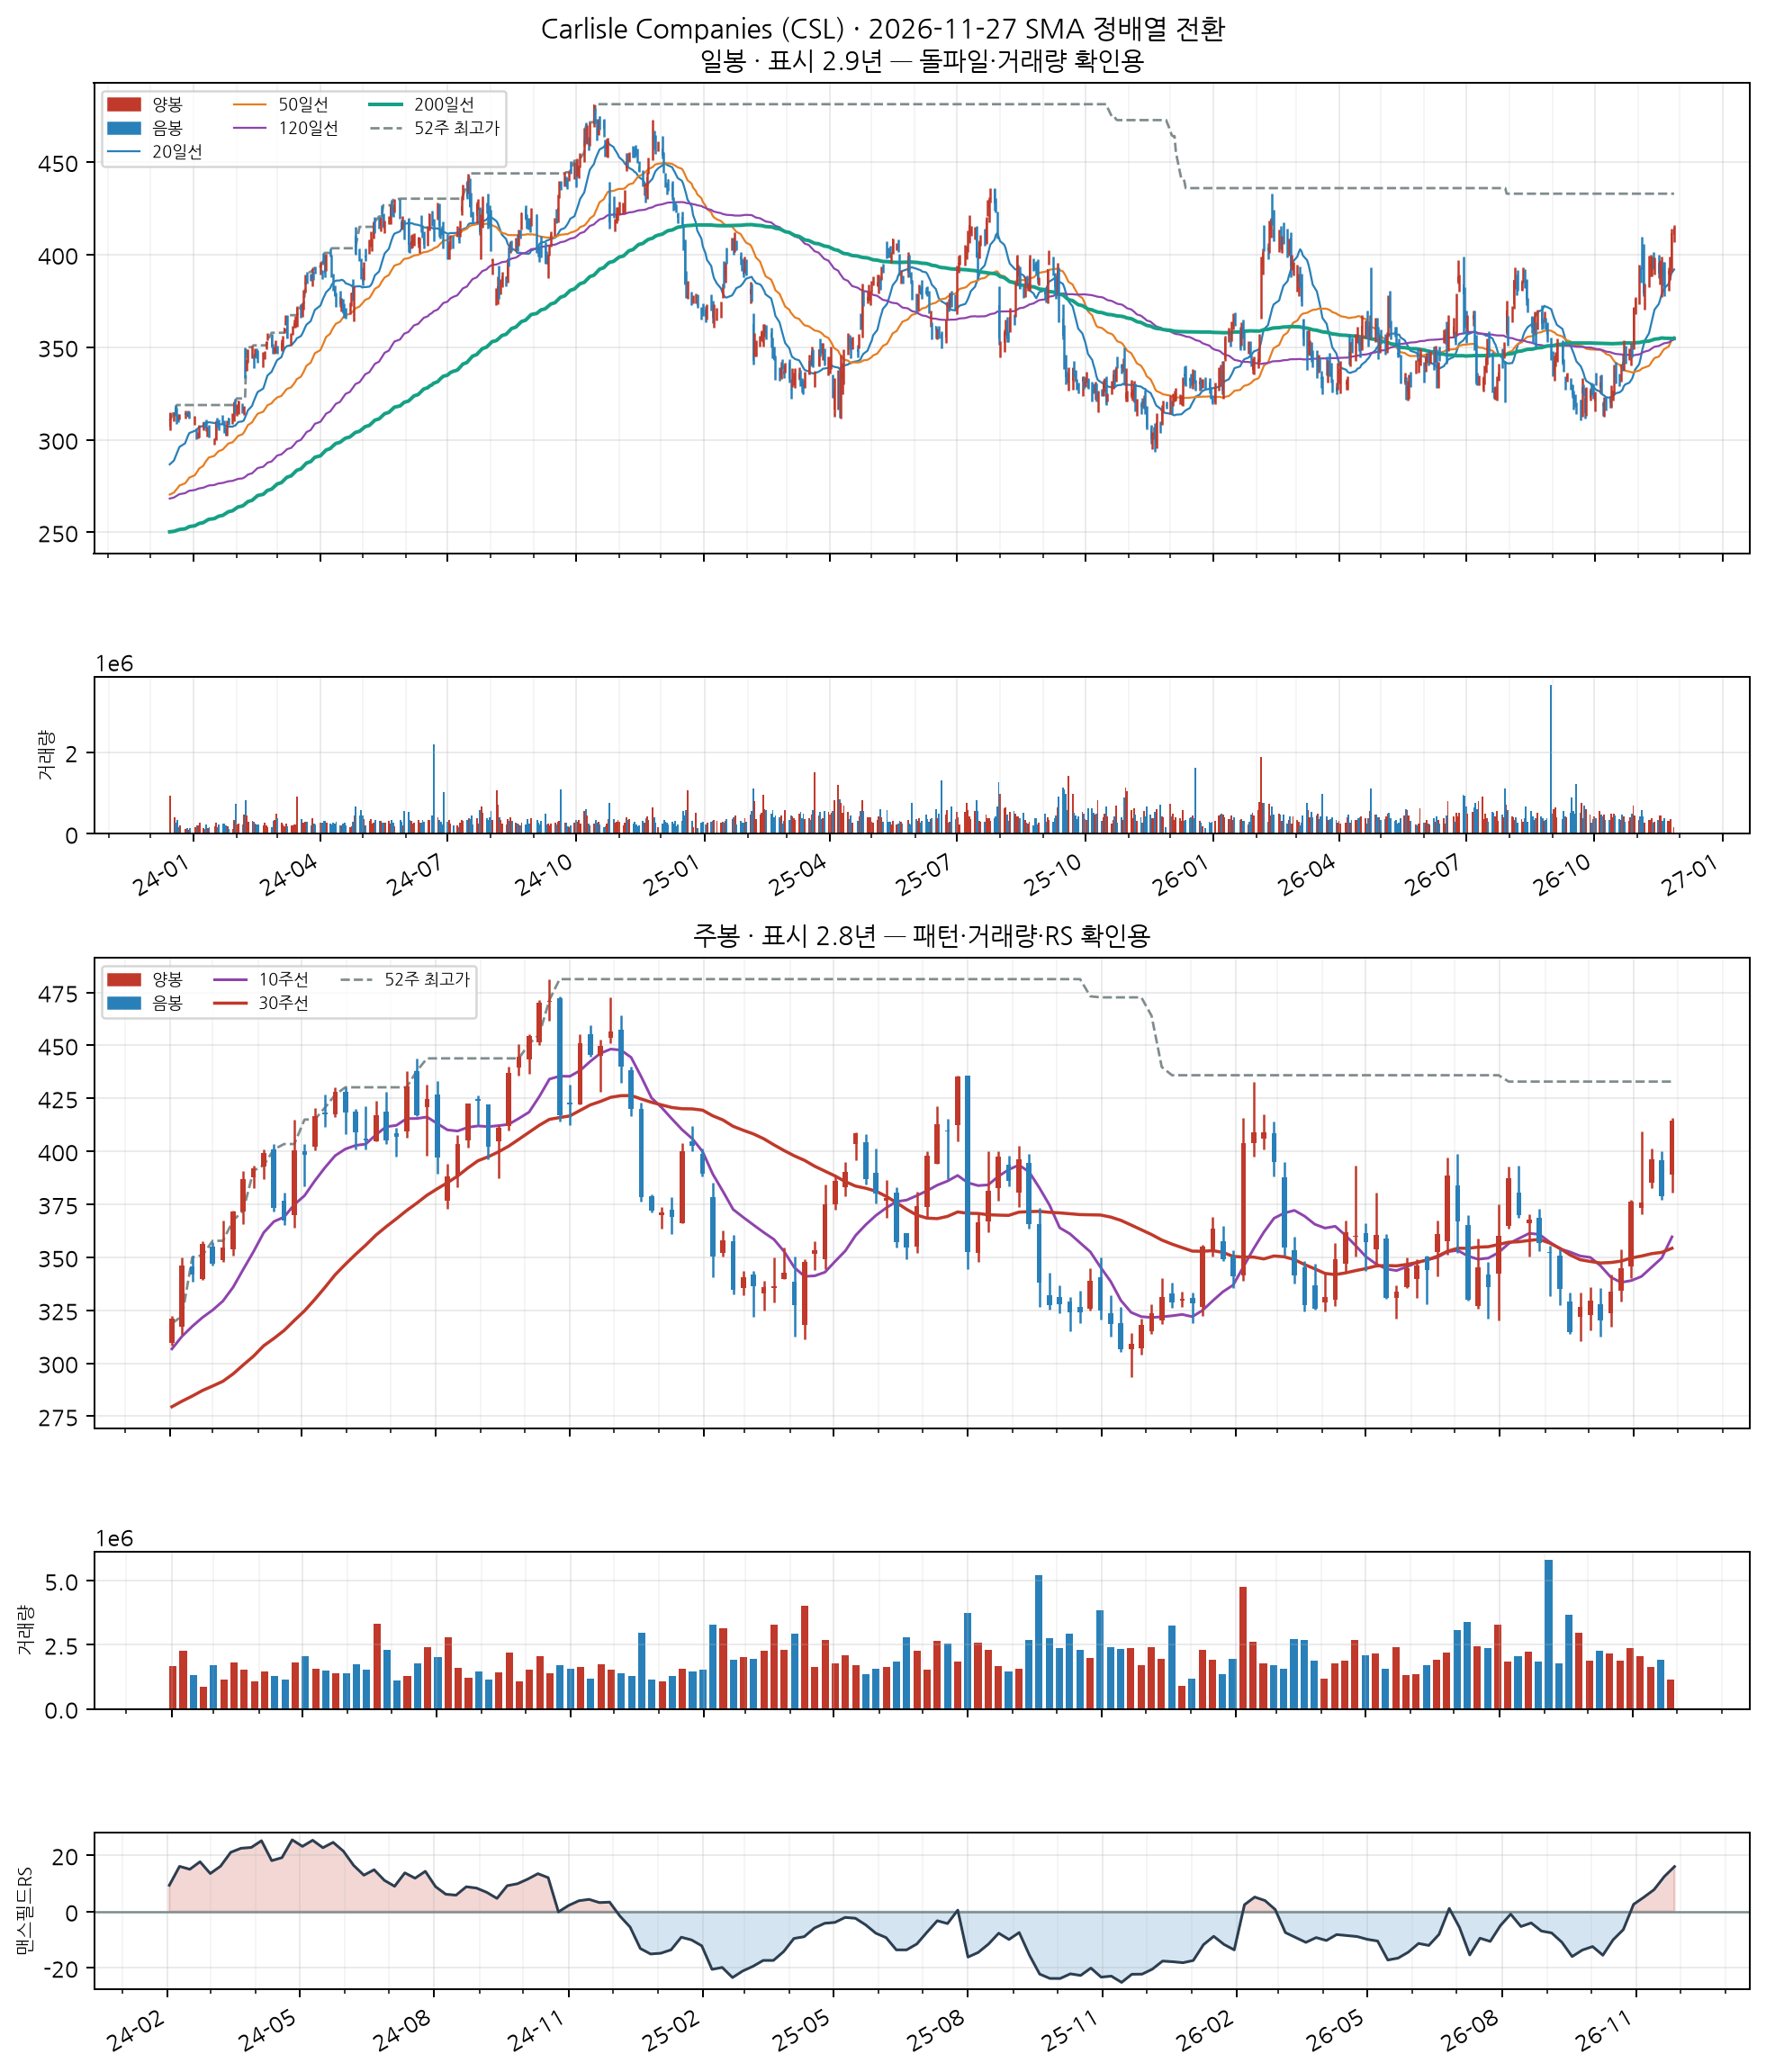 Carlisle Companies (CSL) · 2026-11-27 SMA 정배열 전환
일봉 · 표시 2.9년 — 돌파일·거래량 확인용
양봉 50일선 200일선
음봉 120일선 52주 최고가
20일선
450
400
350
300
250
1e6
거래량
2
0
24-01 24-04 24-07 24-10 25-01 25-04 25-07 25-10 26-01 26-04 26-07 26-10 27-01
주봉 · 표시 2.8년 — 패턴·거래량·RS 확인용
양봉 10주선 52주 최고가
음봉 30주선
475
450
425
400
375
350
325
300
275
1e6
거래량
5.0
2.5
0.0
맨스필드RS
20
0
-20
24-02 24-05 24-08 24-11 25-02 25-05 25-08 25-11 26-02 26-05 26-08 26-11